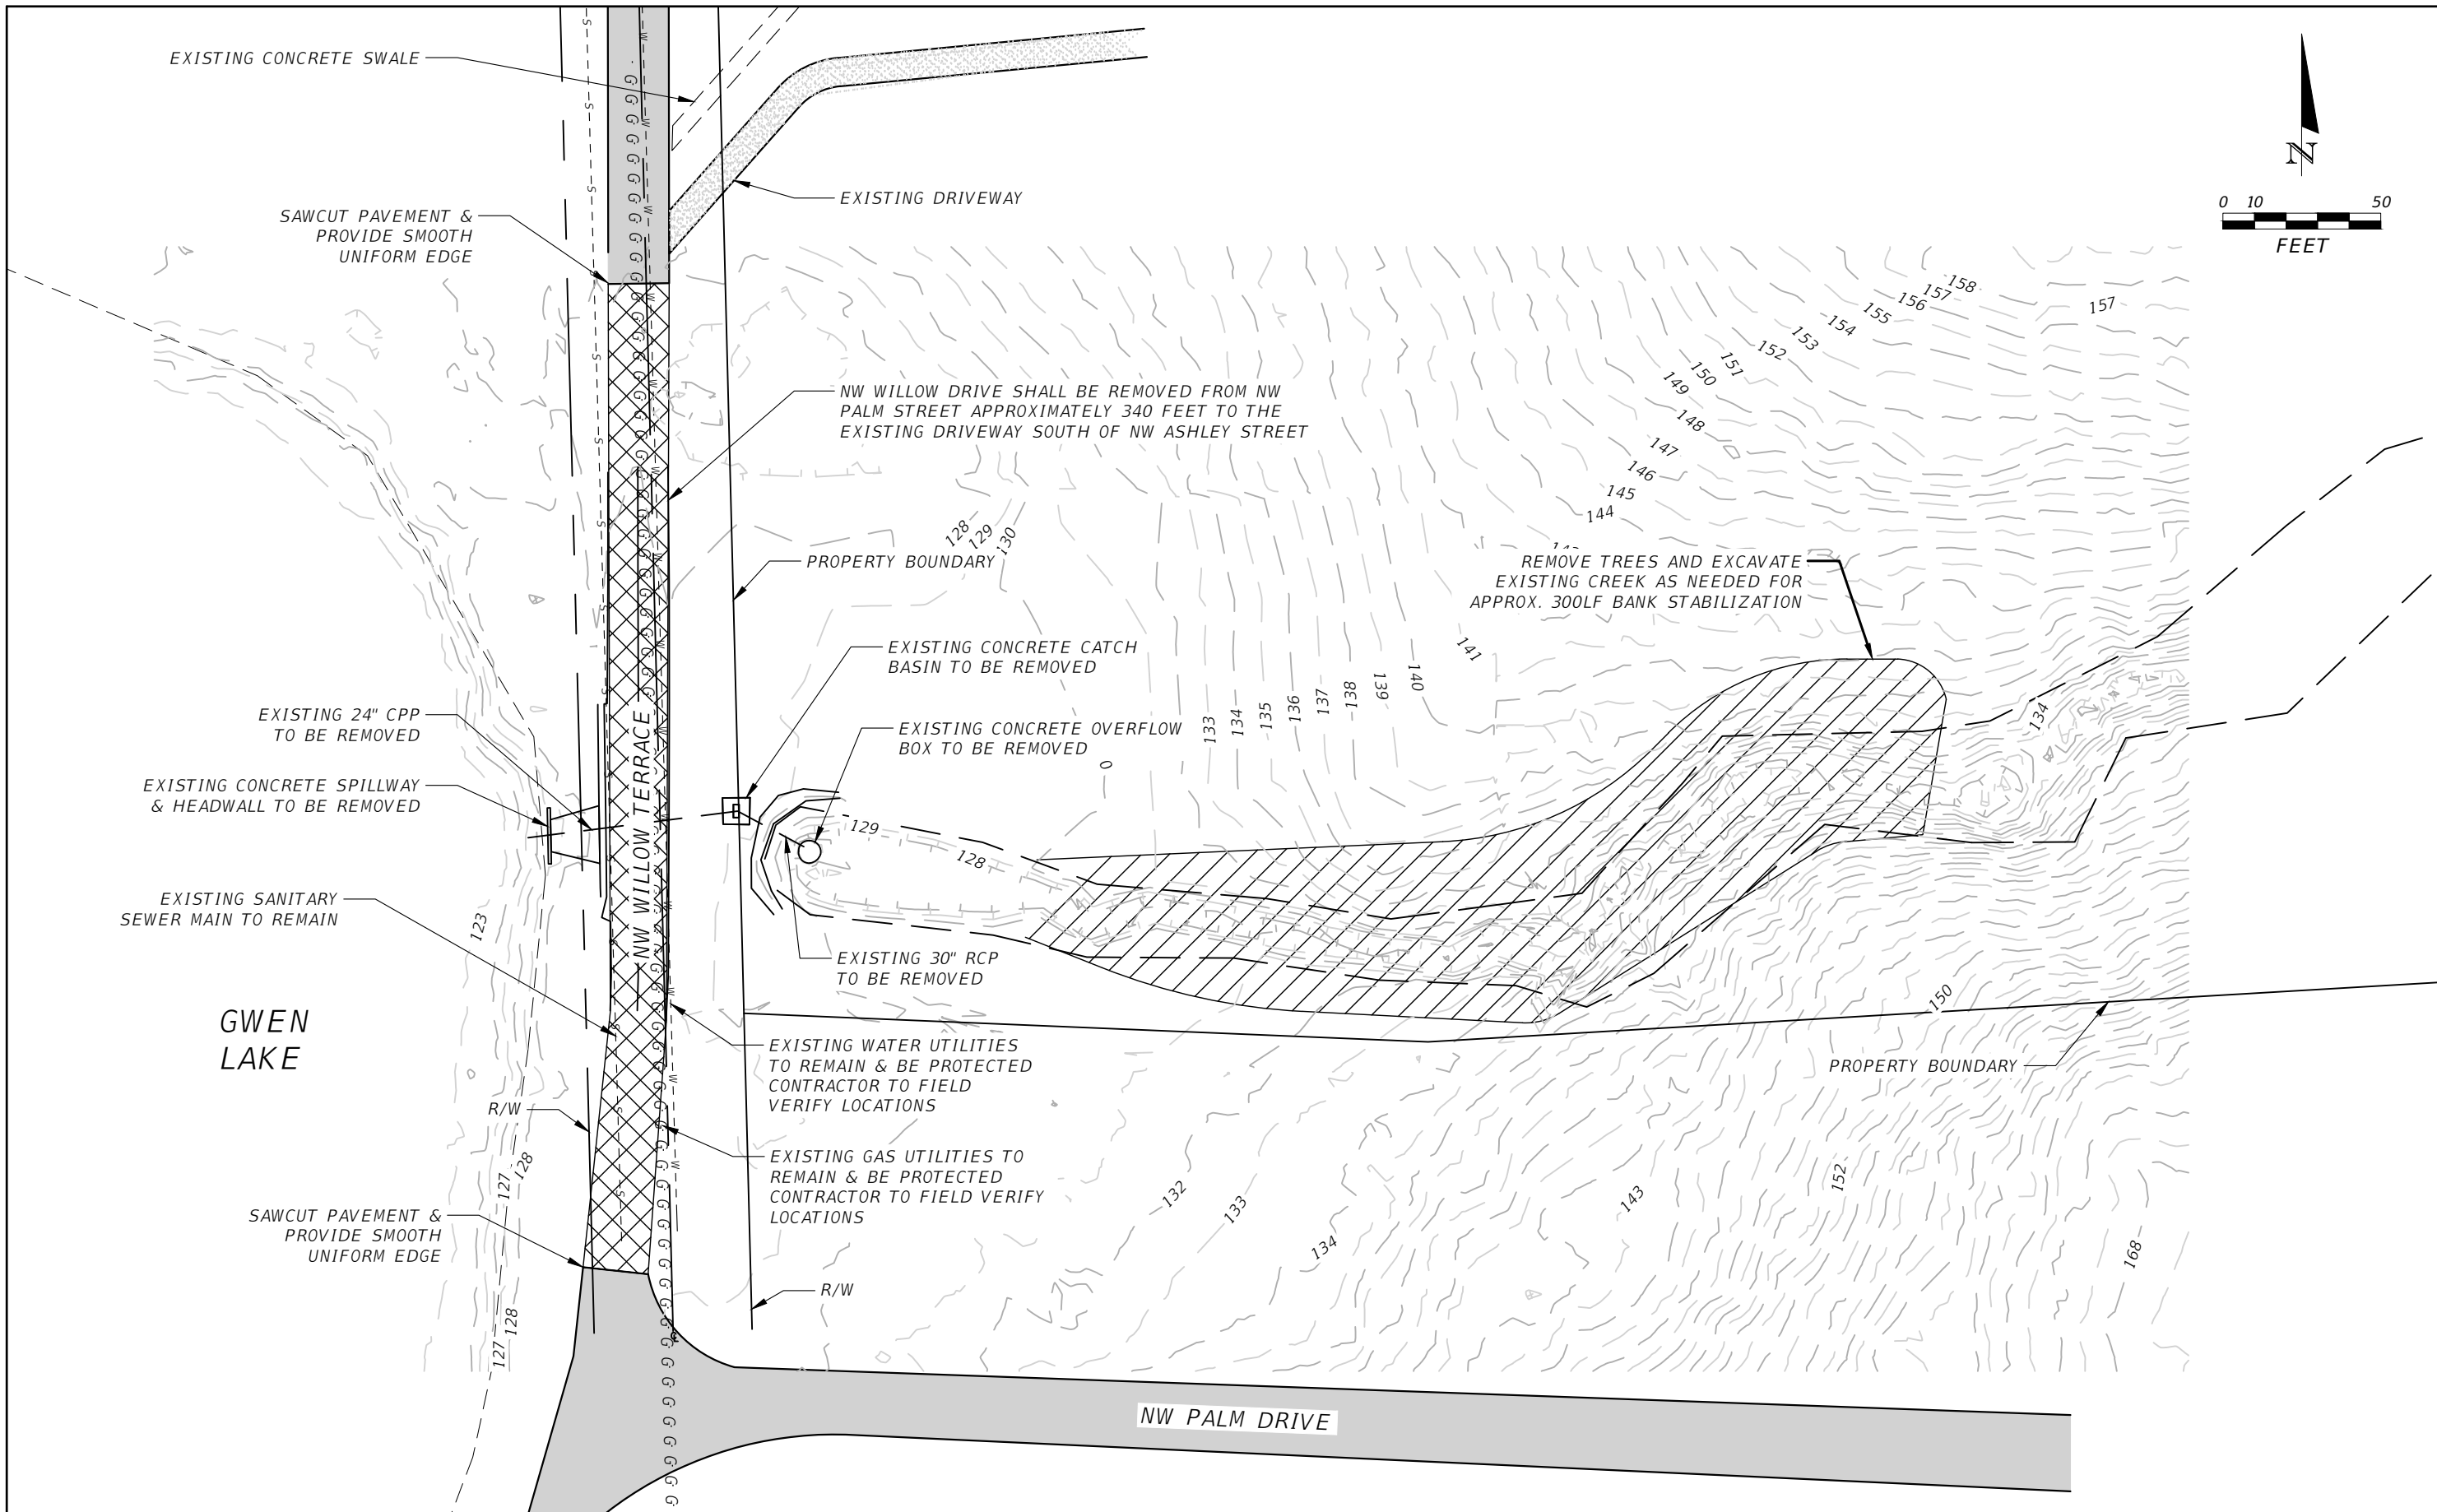 EXISTING CONCRETE SWALE
N
0 10 50
FEET
EXISTING DRIVEWAY
SAWCUT PAVEMENT &
PROVIDE SMOOTH
UNIFORM EDGE
158
157
156
155
154
153
152
151
150
149
148
147
146
145
144
157
NW WILLOW DRIVE SHALL BE REMOVED FROM NW
PALM STREET APPROXIMATELY 340 FEET TO THE
EXISTING DRIVEWAY SOUTH OF NW ASHLEY STREET
128
129
130
PROPERTY BOUNDARY
REMOVE TREES AND EXCAVATE
EXISTING CREEK AS NEEDED FOR
APPROX. 300LF BANK STABILIZATION
EXISTING CONCRETE CATCH
BASIN TO BE REMOVED
133
134
135
136
137
138
139
140
141
134
EXISTING 24" CPP
TO BE REMOVED
EXISTING CONCRETE OVERFLOW
BOX TO BE REMOVED
0
EXISTING CONCRETE SPILLWAY
& HEADWALL TO BE REMOVED
NW WILLOW TERRACE
129
128
EXISTING SANITARY
SEWER MAIN TO REMAIN
123
EXISTING 30" RCP
TO BE REMOVED
150
GWEN
LAKE
EXISTING WATER UTILITIES
TO REMAIN & BE PROTECTED
CONTRACTOR TO FIELD
VERIFY LOCATIONS
PROPERTY BOUNDARY
R/W
EXISTING GAS UTILITIES TO
REMAIN & BE PROTECTED
CONTRACTOR TO FIELD VERIFY
LOCATIONS
127
128
132
133
134
143
152
168
SAWCUT PAVEMENT &
PROVIDE SMOOTH
UNIFORM EDGE
R/W
127
128
NW PALM DRIVE